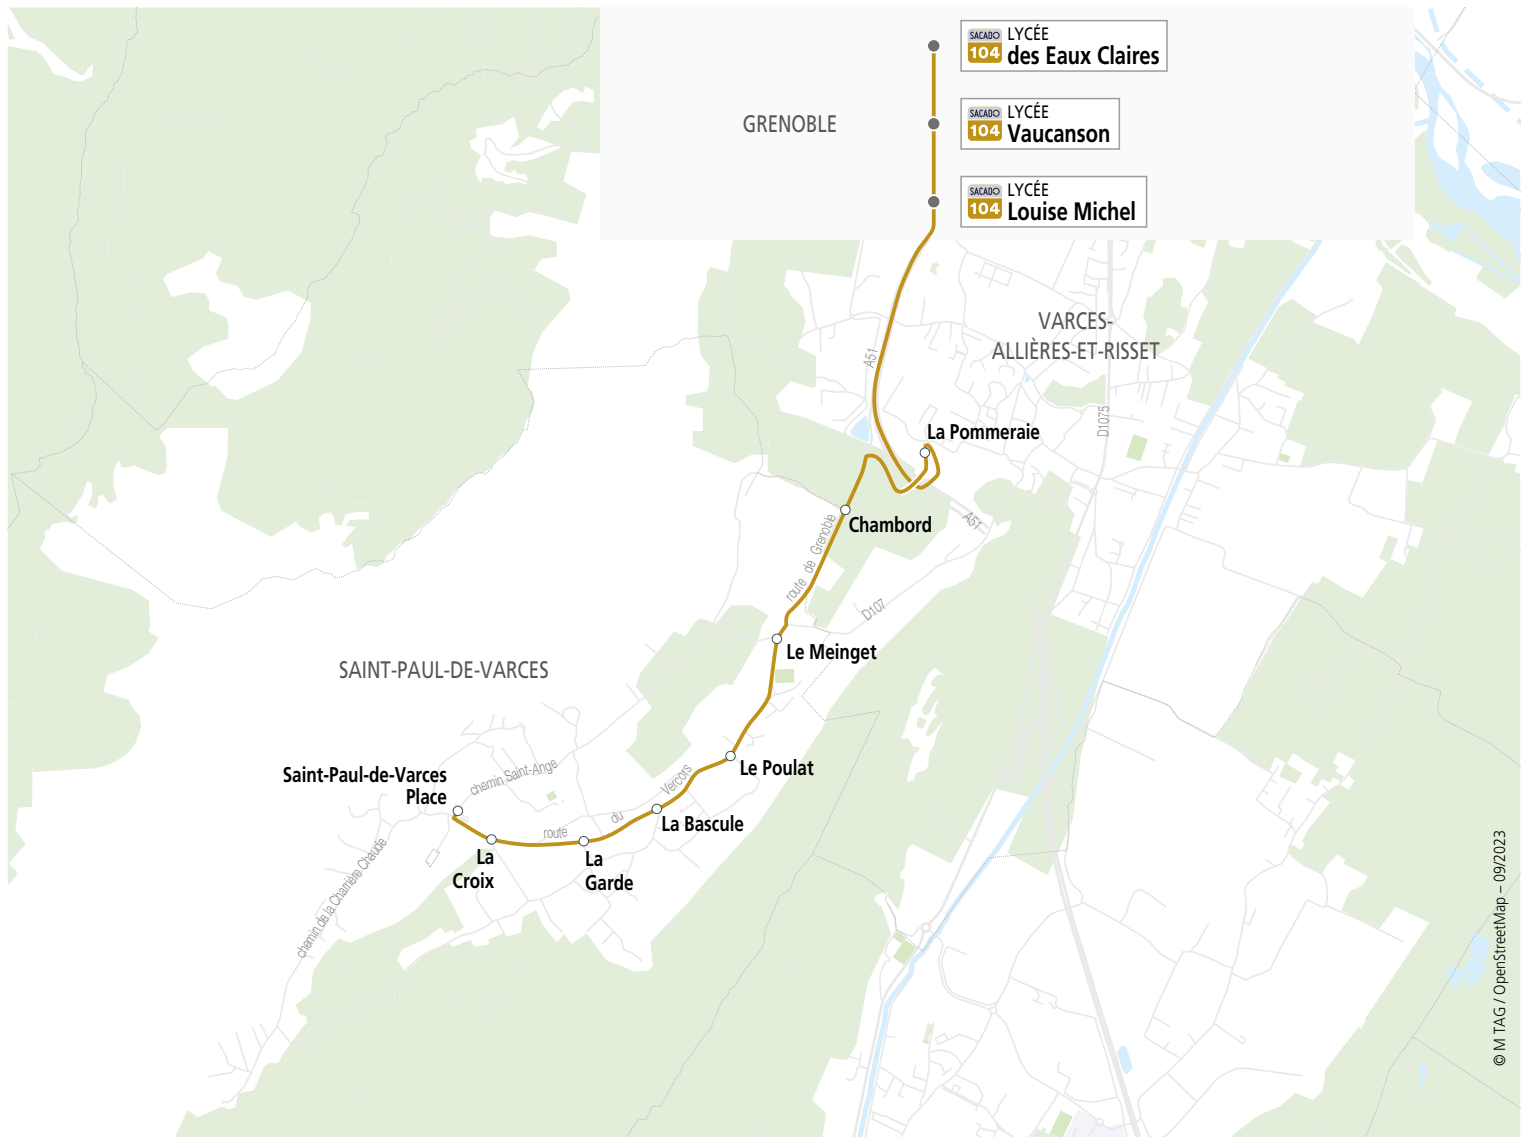 SACADO
104
LYCÉE
des Eaux Claires
GRENOBLE
SACADO
104
LYCÉE
Vaucanson
SACADO
104
LYCÉE
Louise Michel
VARCES-
ALLIÈRES-ET-RISSET
A51
D1075
La Pommeraie
Chambord
A51
route de Grenoble
D107
Le Meinget
SAINT-PAUL-DE-VARCES
Le Poulat
Saint-Paul-de-Varces
Place
chemin Saint-Ange
route du Vercors
La Bascule
La
Croix
La
Garde
chemin de la Charrière Chaude
© M TAG / OpenStreetMap – 09/2023